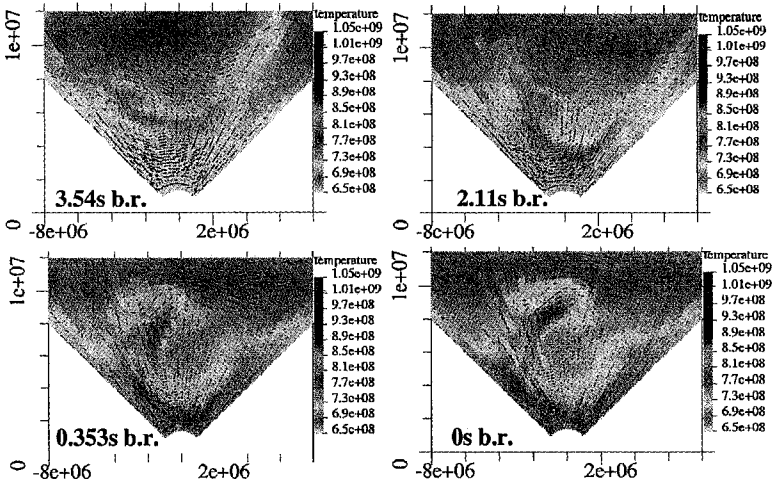 temperature
1.05e+09
1.01e+09
9.7e+08
9.3e+08
8.9e+08
8.5e+08
8.1e+08
7.7e+08
7.3e+08
6.9e+08
6.5e+08
1e+07
0
3.54s b.r.
-8e+06
2e+06
temperature
1.05e+09
1.01e+09
9.7e+08
9.3e+08
8.9e+08
8.5e+08
8.1e+08
7.7e+08
7.3e+08
6.9e+08
6.5e+08
1e+07
0
2.11s b.r.
-8e+06
2e+06
temperature
1.05e+09
1.01e+09
9.7e+08
9.3e+08
8.9e+08
8.5e+08
8.1e+08
7.7e+08
7.3e+08
6.9e+08
6.5e+08
1e+07
0
0.353s b.r.
-8e+06
-2e+06
2e+06
temperature
1.05e+09
1.01e+09
9.7e+08
9.3e+08
8.9e+08
8.5e+08
8.1e+08
7.7e+08
7.3e+08
6.9e+08
6.5e+08
1e+07
0
0s b.r.
-8e+06
-2e+06
2e+06